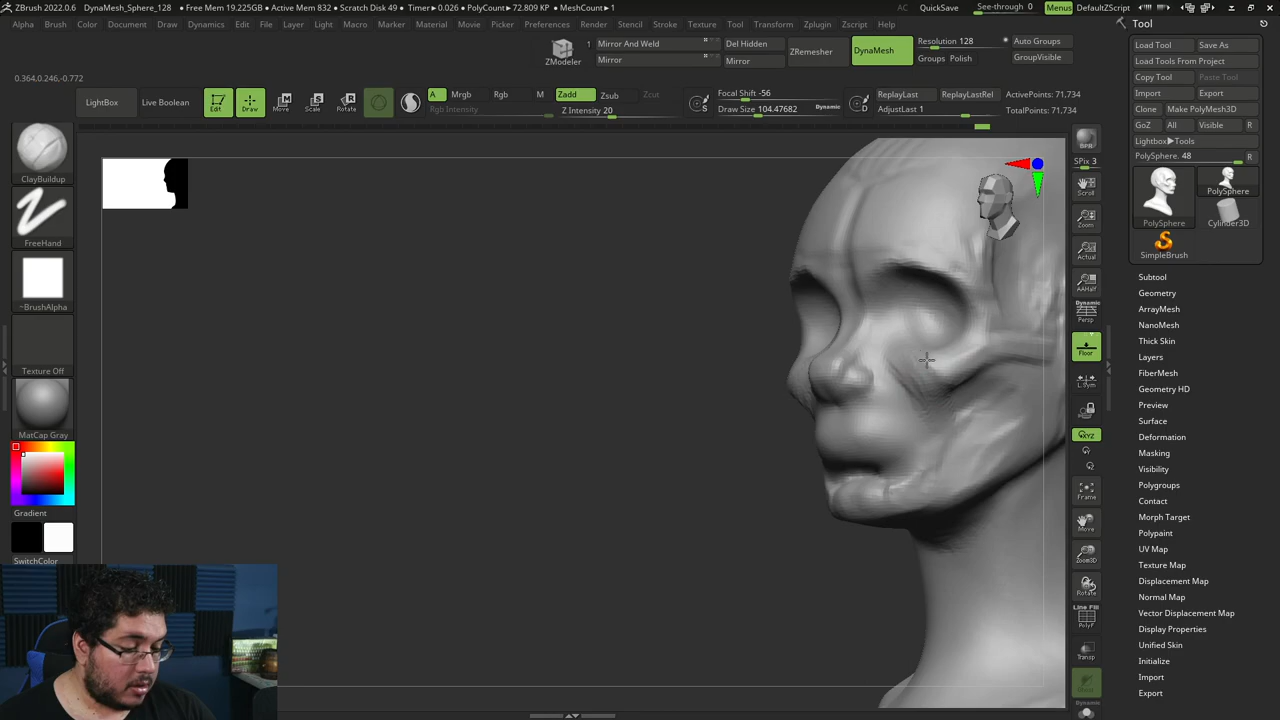 ZBrush 2022.0.6 DynaMesh_Sphere_128 • Free Mem 19.225GB • Active Mem 832 • Scratch Disk 49 • Timer▶0.026 • PolyCount▶72.809 KP • MeshCount▶1 AC QuickSave See-through 0 Menus DefaultZScript
Alpha Brush Color Document Draw Dynamics Edit File Layer Light Macro Marker Material Movie Picker Preferences Render Stencil Stroke Texture Tool Transform Zplugin Zscript Help
Tool
0.364,0.246,-0.772
ZModeler
1
Mirror And Weld
Mirror
Del Hidden
Mirror
ZRemesher
DynaMesh
Resolution 128
Groups Polish
Auto Groups
GroupVisible
LightBox
Live Boolean
Edit
Draw
Move
Scale
Rotate
A Mrgb Rgb M
Rgb Intensity
Zadd Zsub Zcut
Z Intensity 20
S
Focal Shift -56
Draw Size 104.47682 Dynamic
D
ReplayLast ReplayLastRel
AdjustLast 1
ActivePoints: 71,734
TotalPoints: 71,734
ClayBuildup
FreeHand
~BrushAlpha
Texture Off
MatCap Gray
Gradient
SwitchColor
BPR
SPix 3
Scroll
Zoom
Actual
AAHalf
Dynamic
Persp
Floor
L.Sym
XYZ
Frame
Move
Zoom3D
Rotate
Line Fill
PolyF
Transp
Dynamic
Load Tool Save As
Load Tools From Project
Copy Tool Paste Tool
Import Export
Clone Make PolyMesh3D
GoZ All Visible R
Lightbox▶Tools
PolySphere. 48 R
PolySphere
PolySphere
Cylinder3D
SimpleBrush
Subtool
Geometry
ArrayMesh
NanoMesh
Thick Skin
Layers
FiberMesh
Geometry HD
Preview
Surface
Deformation
Masking
Visibility
Polygroups
Contact
Morph Target
Polypaint
UV Map
Texture Map
Displacement Map
Normal Map
Vector Displacement Map
Display Properties
Unified Skin
Initialize
Import
Export